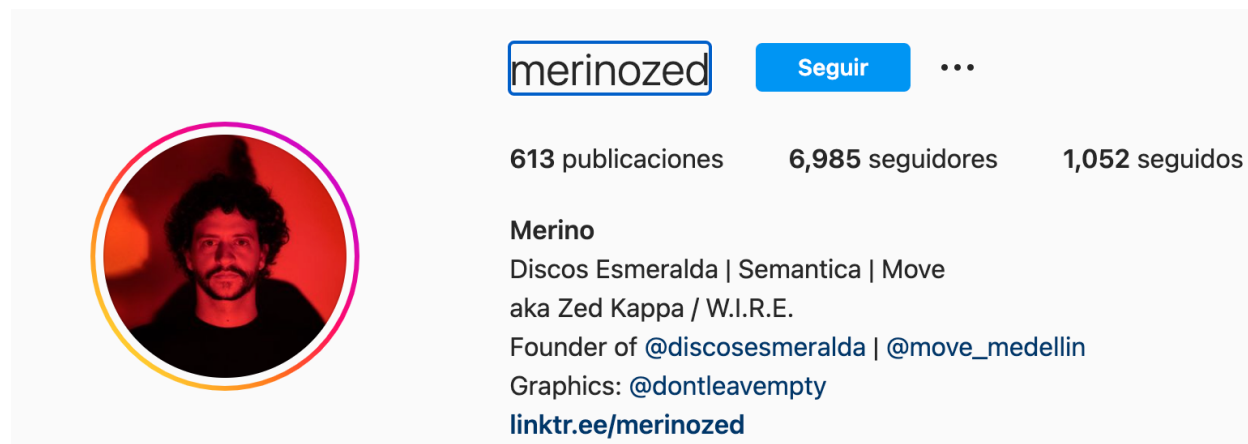 merinozed Seguir
613 publicaciones 6,985 seguidores 1,052 seguidos
Merino
Discos Esmeralda | Semantica | Move
aka Zed Kappa / W.I.R.E.
Founder of @discosesmeralda | @move_medellin
Graphics: @dontleavempty
linktr.ee/merinozed